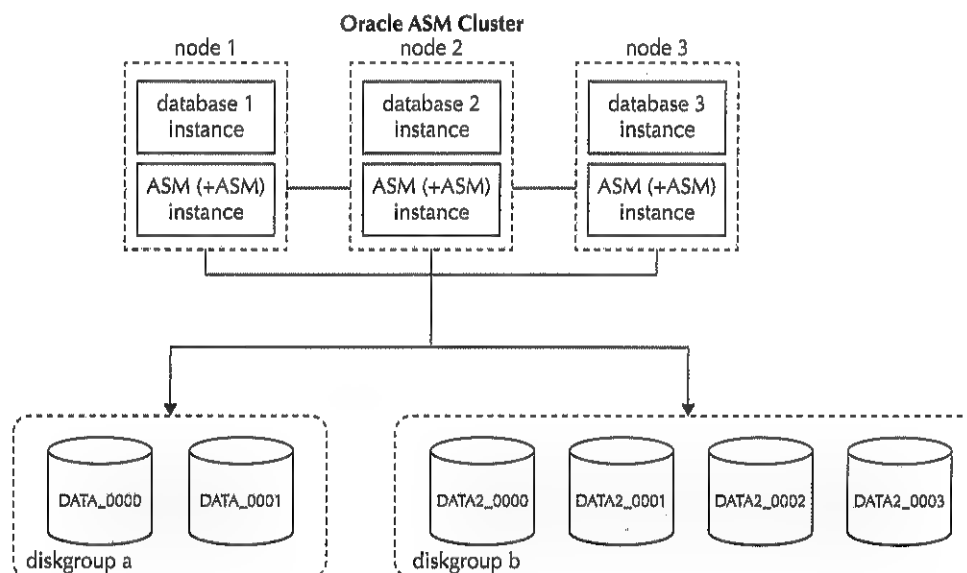 Oracle ASM Cluster
node 1
node 2
node 3
database 1
instance
database 2
instance
database 3
instance
ASM (+ASM)
instance
ASM (+ASM)
instance
ASM (+ASM)
instance
DATA_0000
DATA_0001
DATA2_0000
DATA2_0001
DATA2_0002
DATA2_0003
diskgroup a
diskgroup b